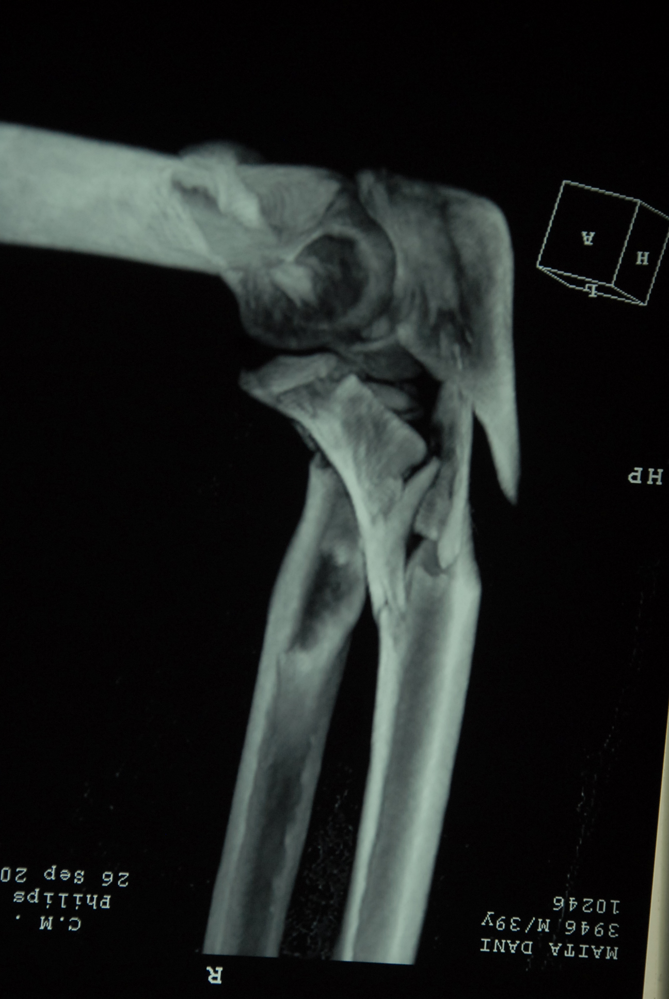 R
MAITA DANI
3946 M/39Y
10246
C.M .
Philips
26 Sep 20
HP
L
H
A